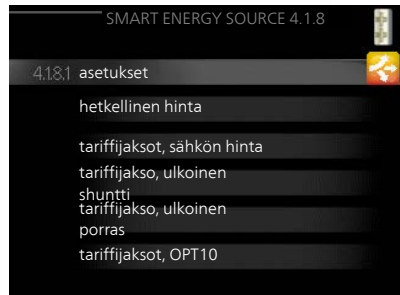 SMART ENERGY SOURCE 4.1.8
4.1.8.1 asetukset
hetkellinen hinta
tariffijaksot, sähkön hinta
tariffijakso, ulkoinen
shuntti
tariffijakso, ulkoinen
porras
tariffijaksot, OPT10